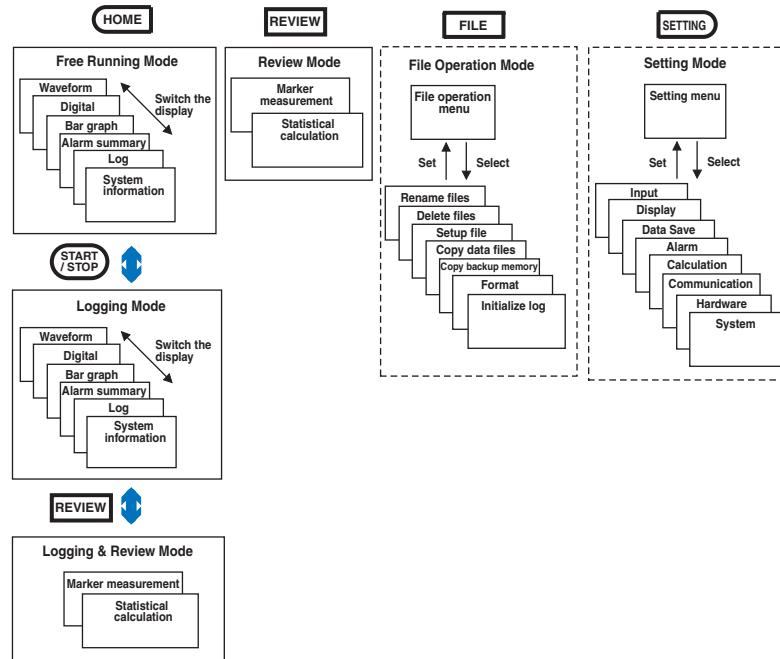 HOME
Free Running Mode
Waveform
Digital
Bar graph
Alarm summary
Log
System
information
Switch the
display
START
/ STOP
Logging Mode
Waveform
Digital
Bar graph
Alarm summary
Log
System
information
Switch the
display
REVIEW
Logging & Review Mode
Marker measurement
Statistical
calculation
REVIEW
Review Mode
Marker
measurement
Statistical
calculation
FILE
File Operation Mode
File operation
menu
Set
Select
Rename files
Delete files
Setup file
Copy data files
Copy backup memory
Format
Initialize log
SETTING
Setting Mode
Setting menu
Set
Select
Input
Display
Data Save
Alarm
Calculation
Communication
Hardware
System